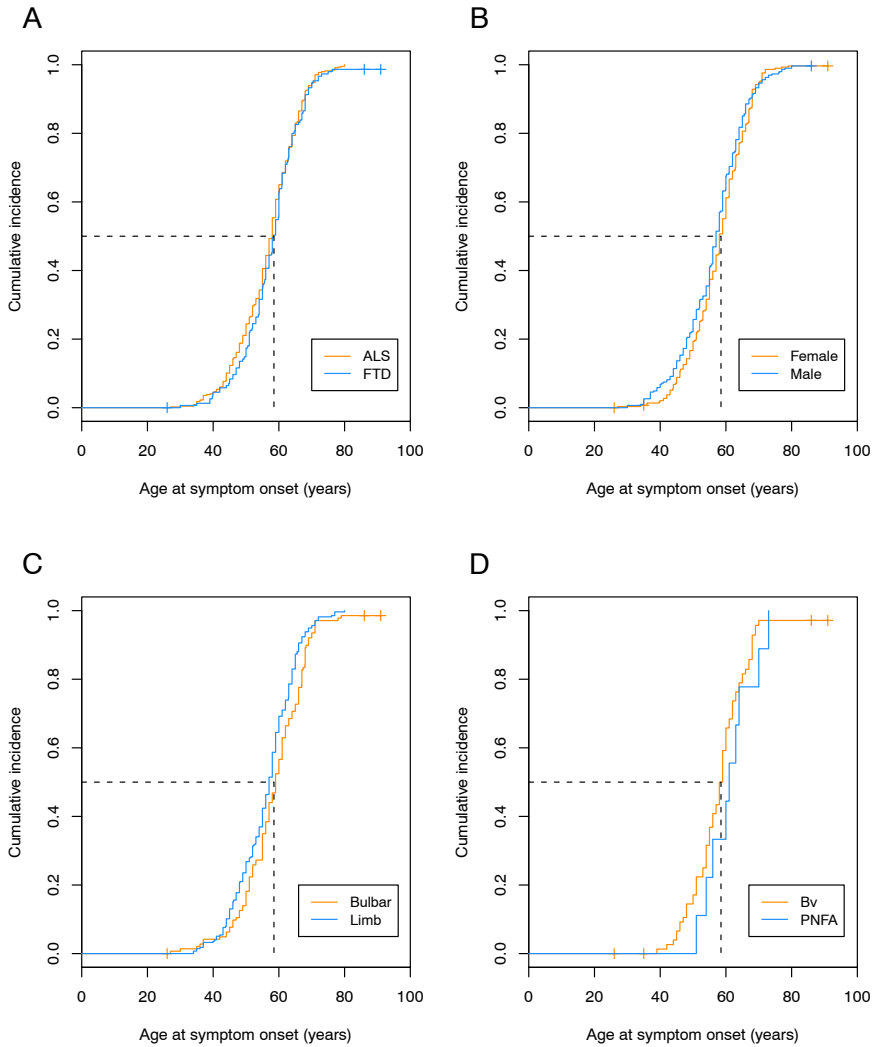 A
Cumulative incidence
1.0
0.8
0.6
0.4
0.2
0.0
ALS
FTD
0 20 40 60 80 100
Age at symptom onset (years)
B
Cumulative incidence
1.0
0.8
0.6
0.4
0.2
0.0
Female
Male
0 20 40 60 80 100
Age at symptom onset (years)
C
Cumulative incidence
1.0
0.8
0.6
0.4
0.2
0.0
Bulbar
Limb
0 20 40 60 80 100
Age at symptom onset (years)
D
Cumulative incidence
1.0
0.8
0.6
0.4
0.2
0.0
Bv
PNFA
0 20 40 60 80 100
Age at symptom onset (years)